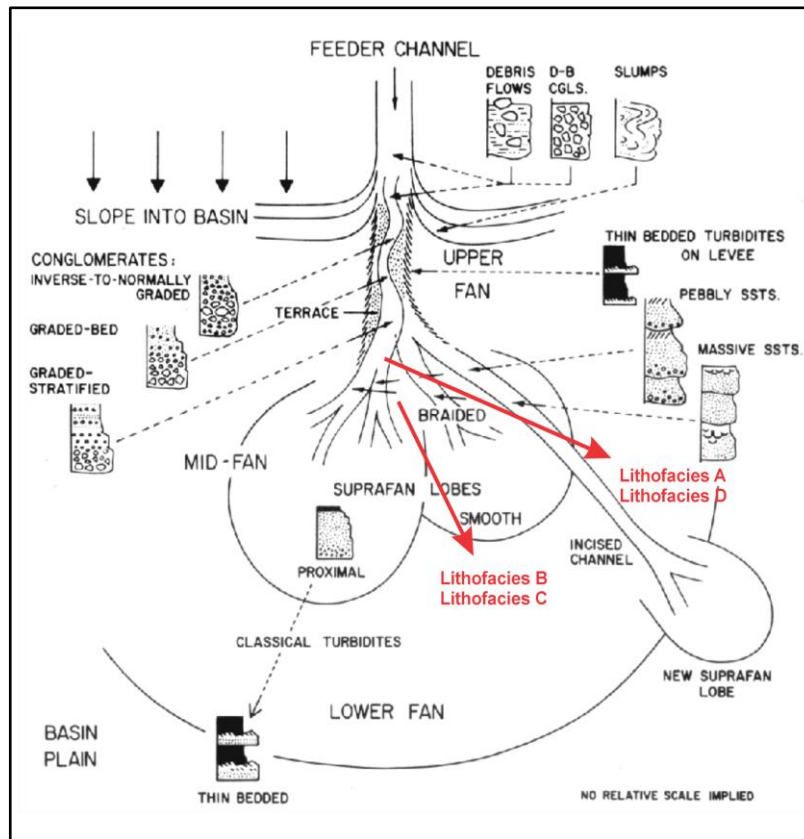 FEEDER CHANNEL
DEBRIS
FLOWS
D-B
CGLS.
SLUMPS
SLOPE INTO BASIN
CONGLOMERATES:
INVERSE-TO-NORMALLY
GRADED
UPPER
FAN
THIN BEDDED TURBIDITES
ON LEVEE
PEBBLY SSTS.
TERRACE
GRADED-BED
MASSIVE SSTS.
GRADED-
STRATIFIED
BRAIDED
MID-FAN
Lithofacies A
Lithofacies D
SUPRAFAN LOBES
SMOOTH
INCISED
CHANNEL
PROXIMAL
Lithofacies B
Lithofacies C
CLASSICAL TURBIDITES
NEW SUPRAFAN
LOBE
LOWER FAN
BASIN
PLAIN
THIN BEDDED
NO RELATIVE SCALE IMPLIED